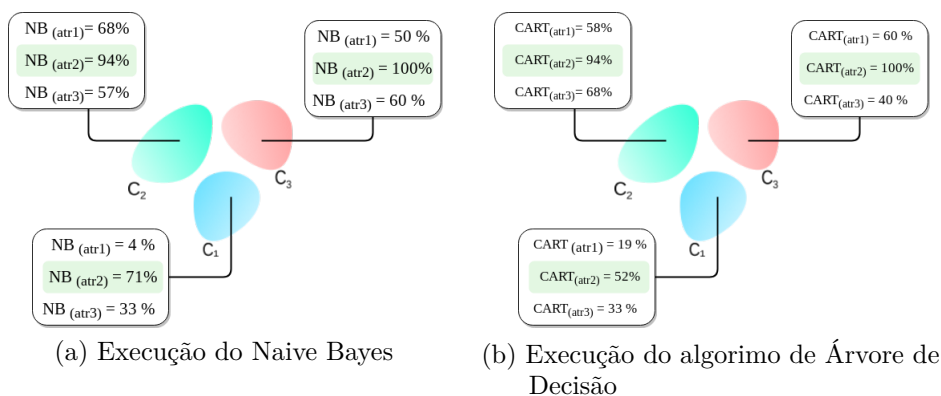 NB (atr1)= 68%
NB (atr2)= 94%
NB (atr3)= 57%
NB (atr1) = 50 %
NB (atr2) = 100%
NB (atr3) = 60 %
C2
C3
C1
NB (atr1) = 4 %
NB (atr2) = 71%
NB (atr3) = 33 %
(a) Execução do Naive Bayes
CART(atr1)= 58%
CART(atr2)= 94%
CART(atr3)= 68%
CART(atr1) = 60 %
CART(atr2) = 100%
CART(atr3) = 40 %
C2
C3
C1
CART (atr1) = 19 %
CART(atr2) = 52%
CART(atr3) = 33 %
(b) Execução do algorimo de Árvore de
Decisão